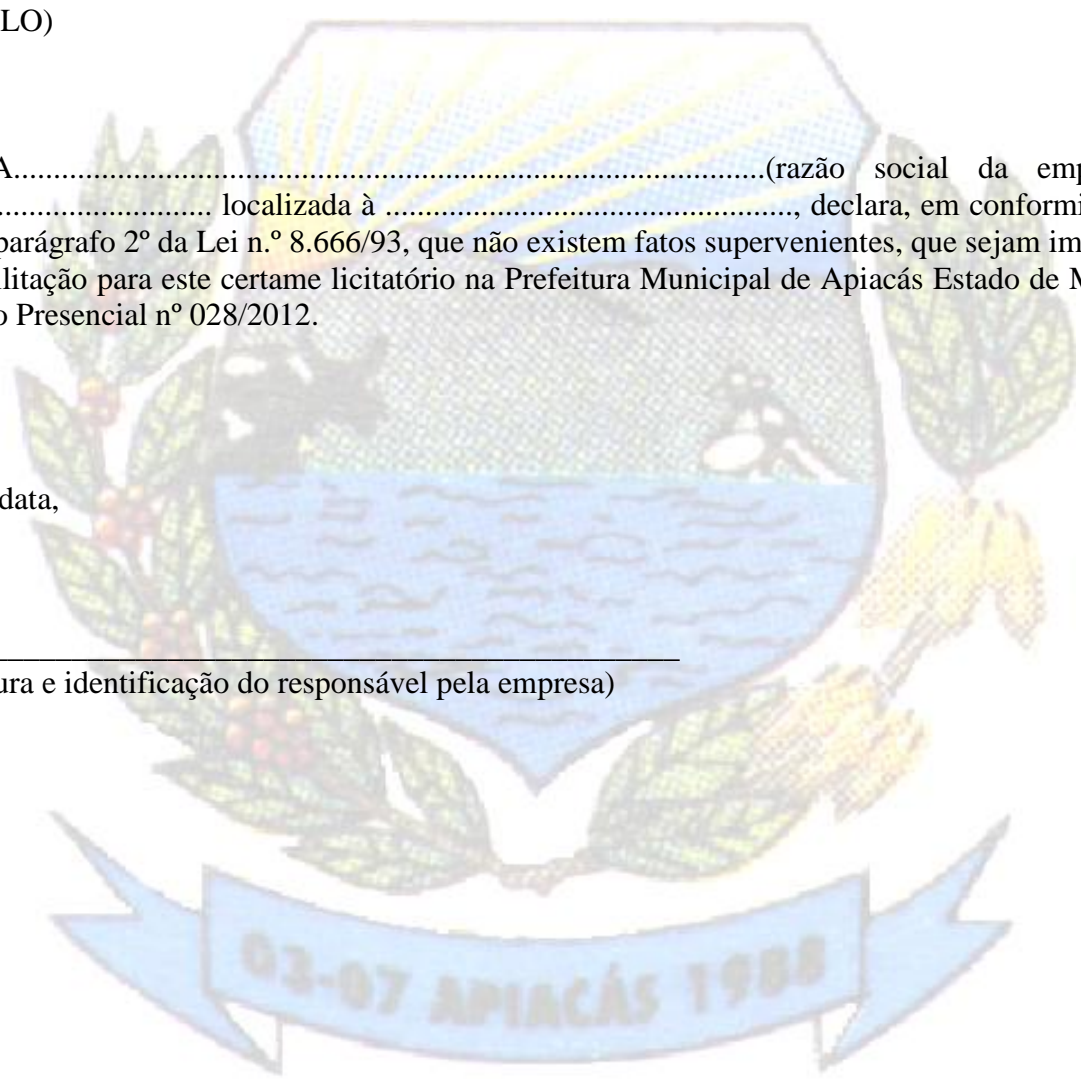 LO)
A................................................................................................(razão social da emp
............................ localizada à ...................................................., declara, em conformi
parágrafo 2º da Lei n.º 8.666/93, que não existem fatos supervenientes, que sejam im
ilitação para este certame licitatório na Prefeitura Municipal de Apiacás Estado de M
o Presencial nº 028/2012.
data,
____________________________________________
ura e identificação do responsável pela empresa)
03-07 APIACÁS 1988